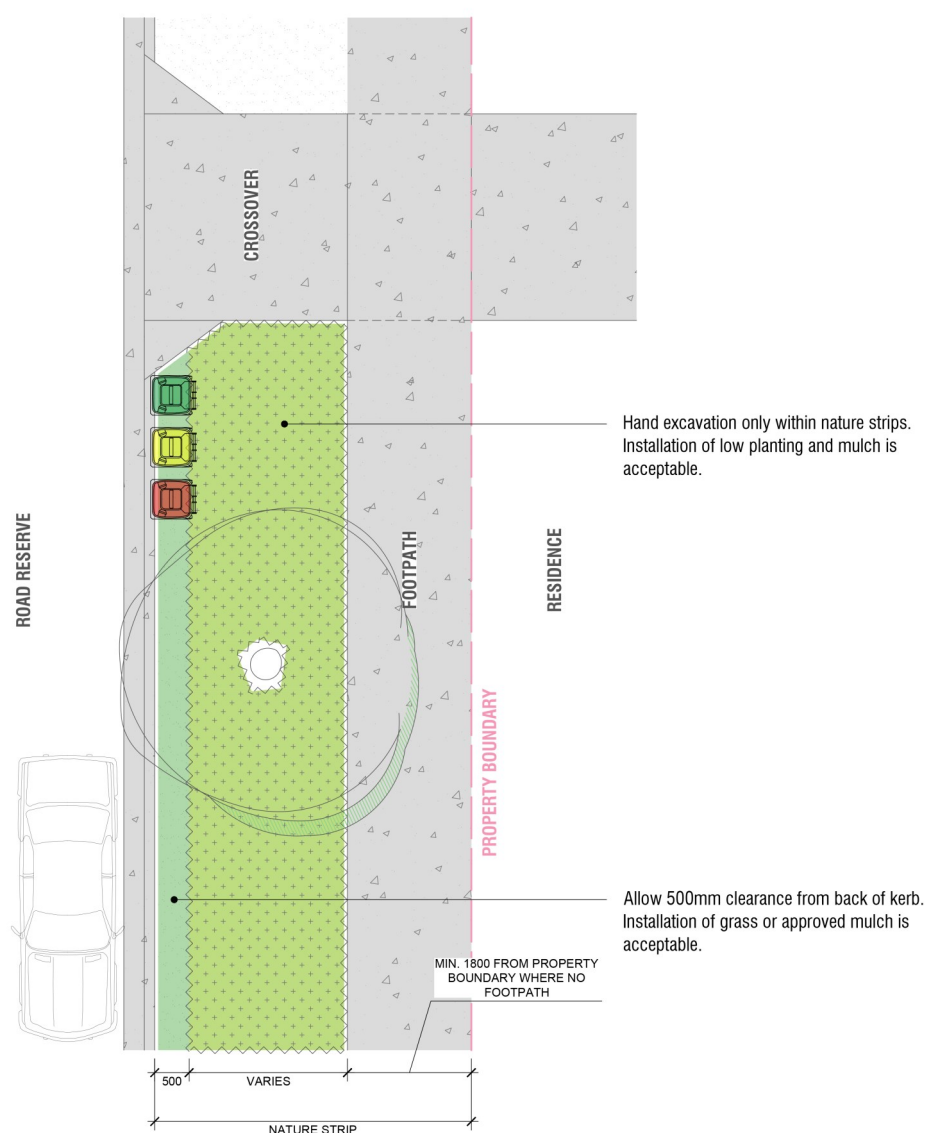 CROSSOVER
Hand excavation only within nature strips.
Installation of low planting and mulch is
acceptable.
ROAD RESERVE
FOOTPATH
RESIDENCE
PROPERTY BOUNDARY
Allow 500mm clearance from back of kerb.
Installation of grass or approved mulch is
acceptable.
MIN. 1800 FROM PROPERTY
BOUNDARY WHERE NO
FOOTPATH
500
VARIES
NATURE STRIP